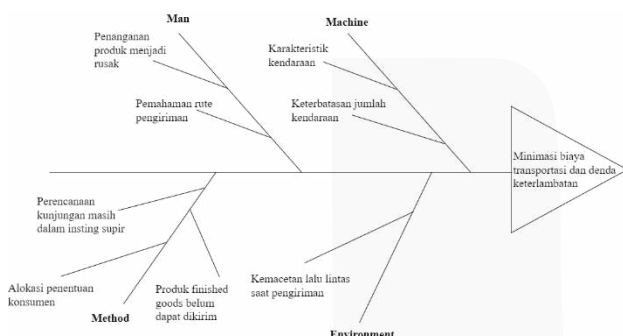 Man
Machine
Penanganan
produk menjadi
rusak
Karakteristik
kendaraan
Pemahaman rute
pengiriman
Keterbatasan jumlah
kendaraan
Minimasi biaya
transportasi dan denda
keterlambatan
Perencanaan
kunjungan masih
dalam insting supir
Alokasi penentuan
konsumen
Produk finished
goods belum
dapat dikirim
Kemacetan lalu lintas
saat pengiriman
Method
Environment